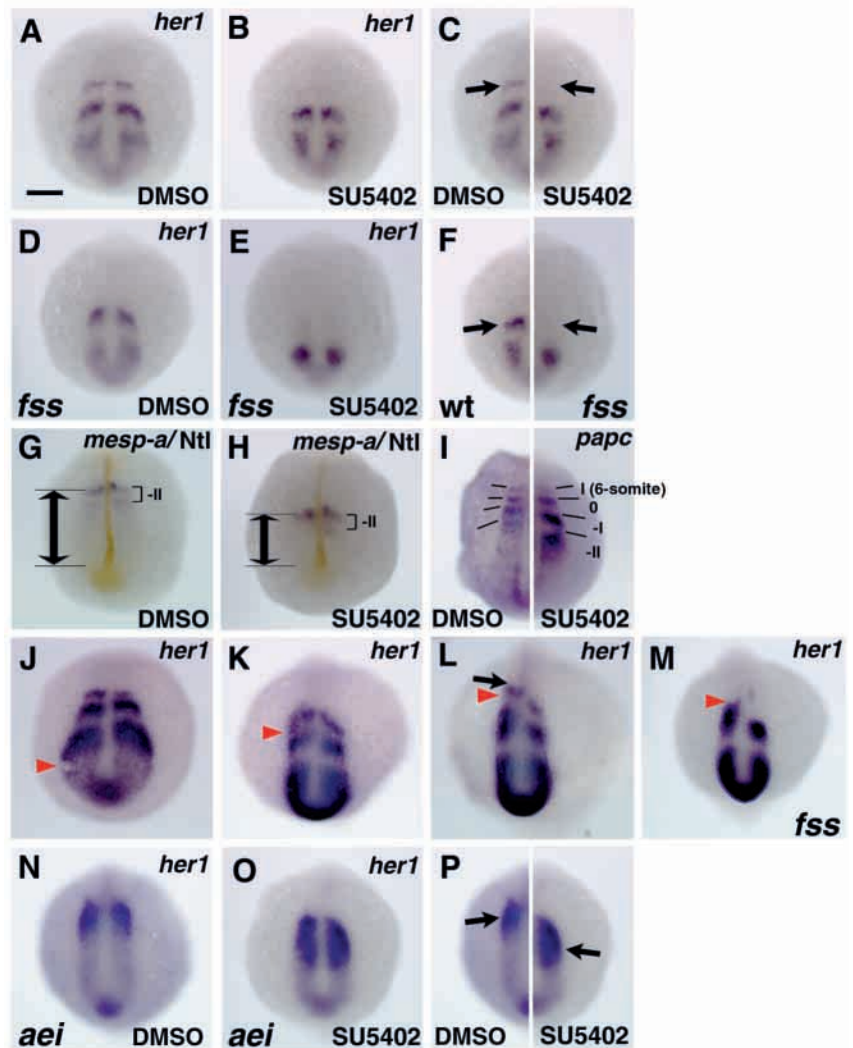 A her1
DMSO
B her1
SU5402
C
DMSO SU5402
D her1
fss DMSO
E her1
fss SU5402
F
wt fss
G mesp-a/Ntl
-II
DMSO
H mesp-a/Ntl
-II
SU5402
I papc
I (6-somite)
0
-I
-II
DMSO SU5402
J her1
K her1
L her1
M her1
fss
N her1
aei DMSO
O her1
aei SU5402
P
DMSO SU5402